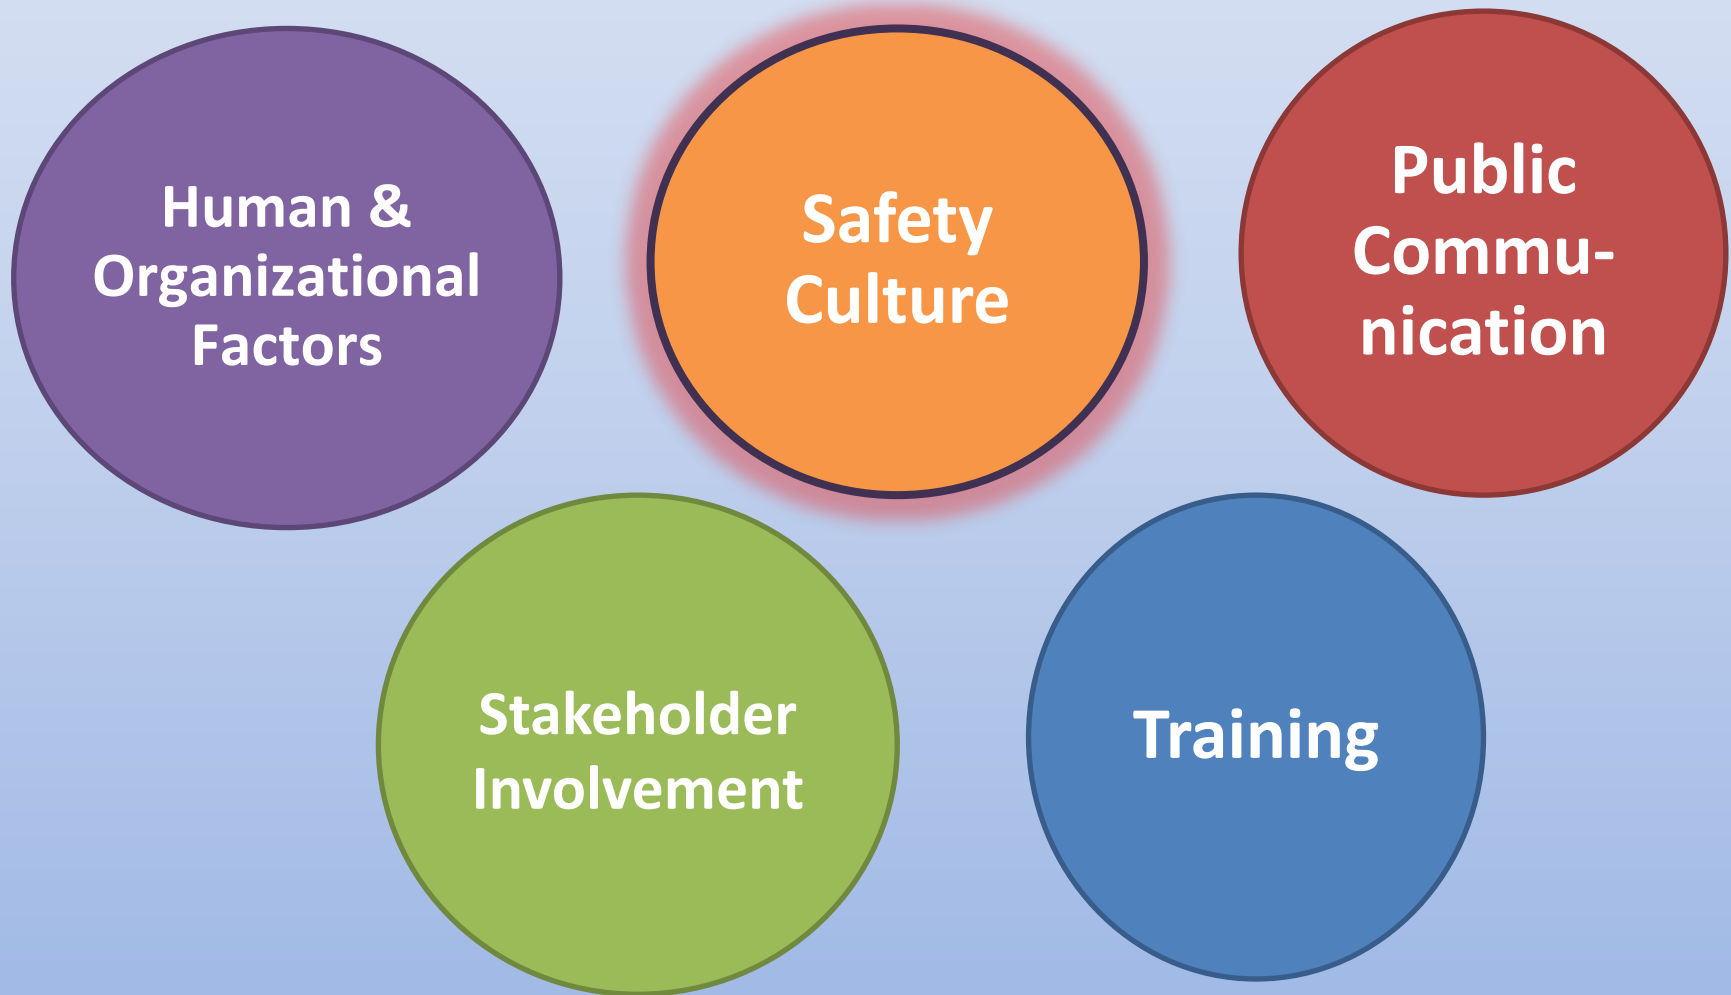 Human &
Organizational
Factors
Safety
Culture
Public
Commu-
nication
Stakeholder
Involvement
Training